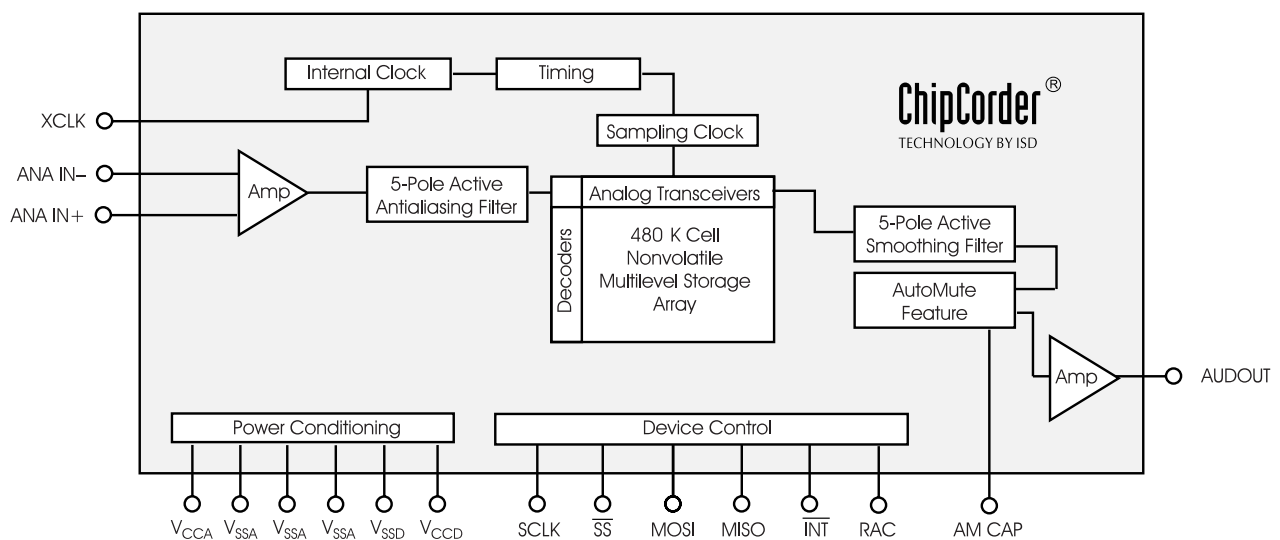 Internal Clock
Timing
ChipCorder®
XCLK
Sampling Clock
TECHNOLOGY BY ISD
ANA IN–
ANA IN+
Amp
5-Pole Active
Antialiasing Filter
Decoders
Analog Transceivers
480 K Cell
Nonvolatile
Multilevel Storage
Array
5-Pole Active
Smoothing Filter
AutoMute
Feature
Amp
AUDOUT
Power Conditioning
Device Control
VCCA VSSA VSSA VSSA VSSD VCCD SCLK S̅S̅ MOSI MISO I̅N̅T̅ RAC AM CAP